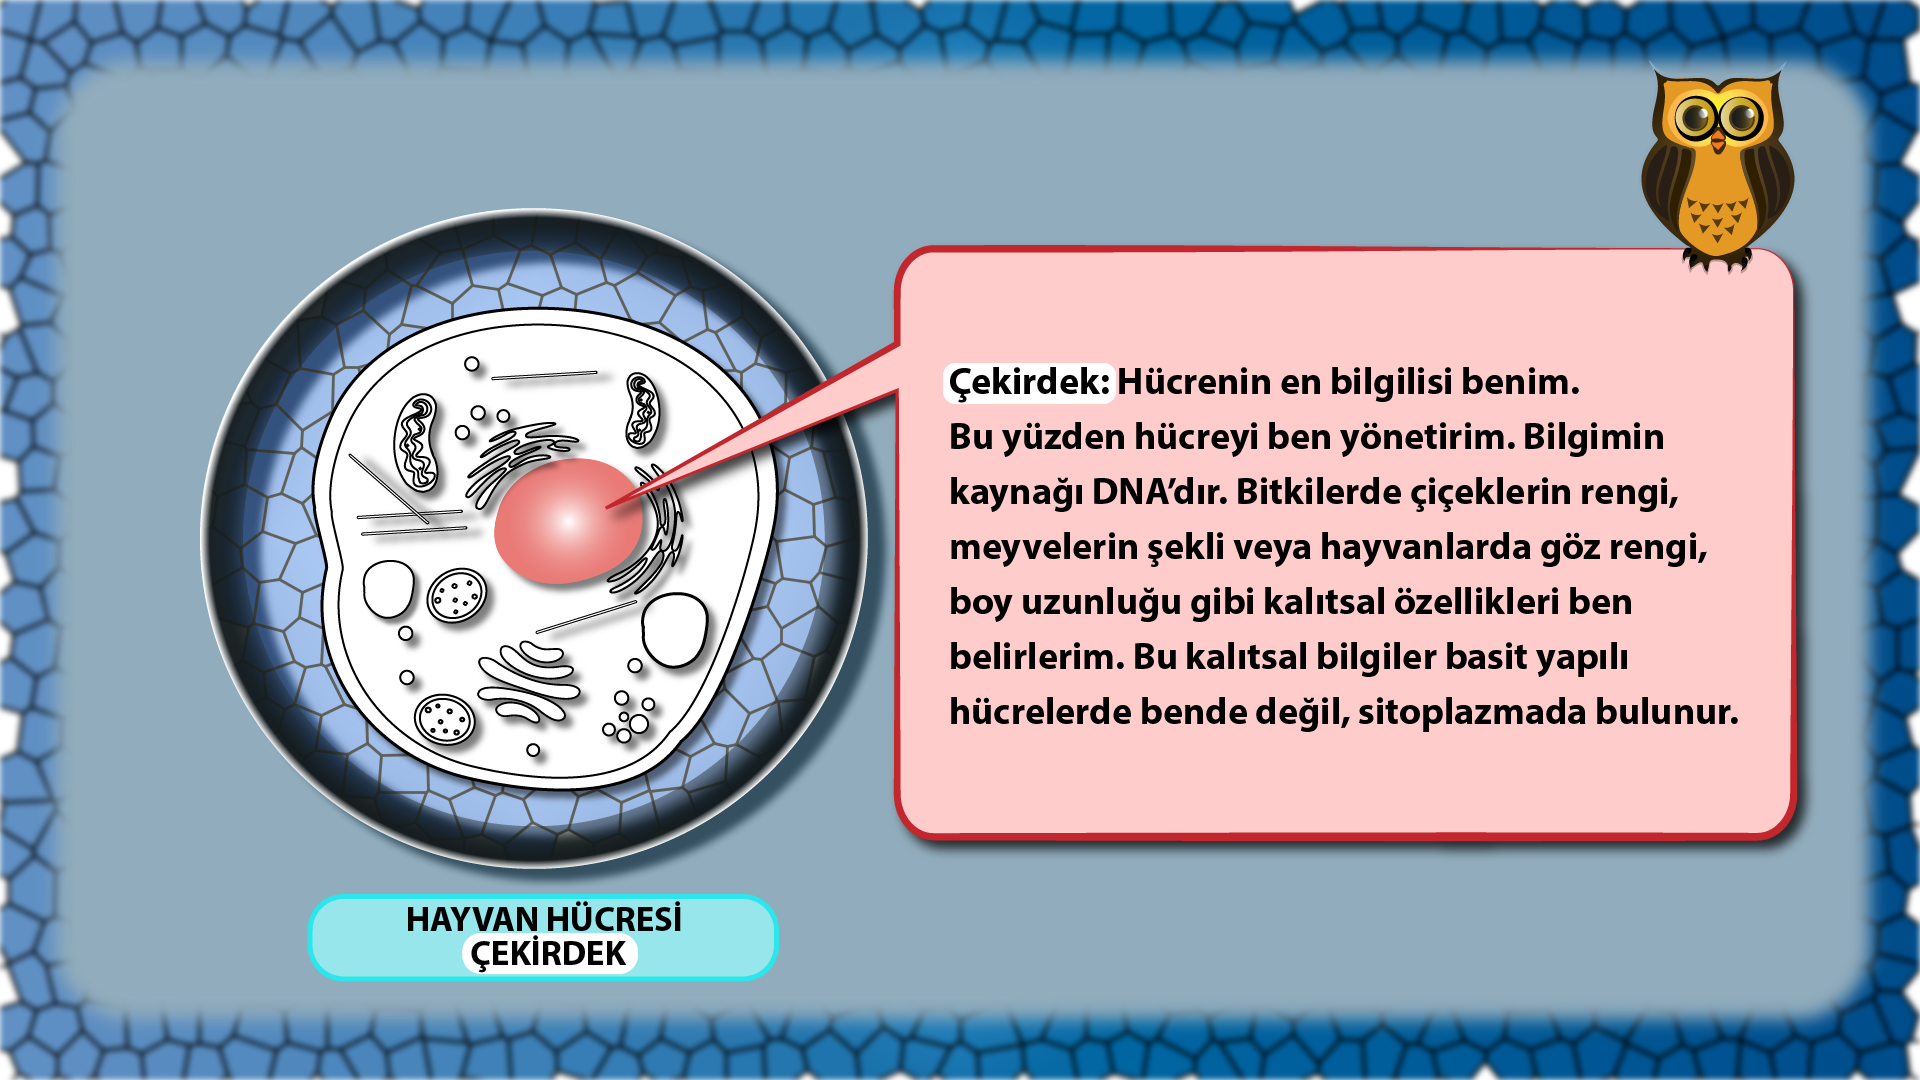 Çekirdek: Hücrenin en bilgilisi benim.
Bu yüzden hücreyi ben yönetirim. Bilgimin
kaynağı DNA’dır. Bitkilerde çiçeklerin rengi,
meyvelerin şekli veya hayvanlarda göz rengi,
boy uzunluğu gibi kalıtsal özellikleri ben
belirlerim. Bu kalıtsal bilgiler basit yapılı
hücrelerde bende değil, sitoplazmada bulunur.
HAYVAN HÜCRESİ
ÇEKİRDEK